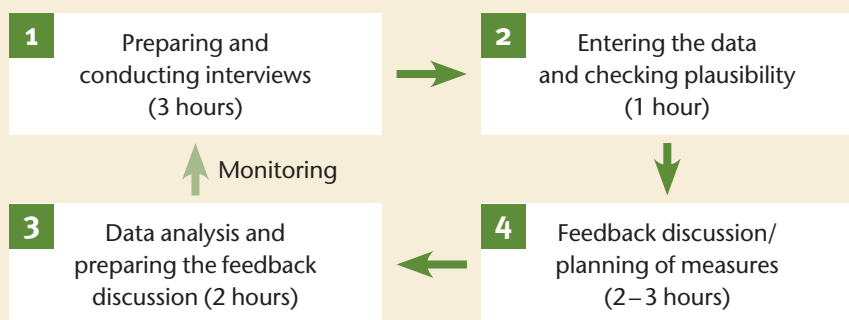 1
Preparing and
conducting interviews
(3 hours)
2
Entering the data
and checking plausibility
(1 hour)
Monitoring
3
Data analysis and
preparing the feedback
discussion (2 hours)
4
Feedback discussion/
planning of measures
(2–3 hours)